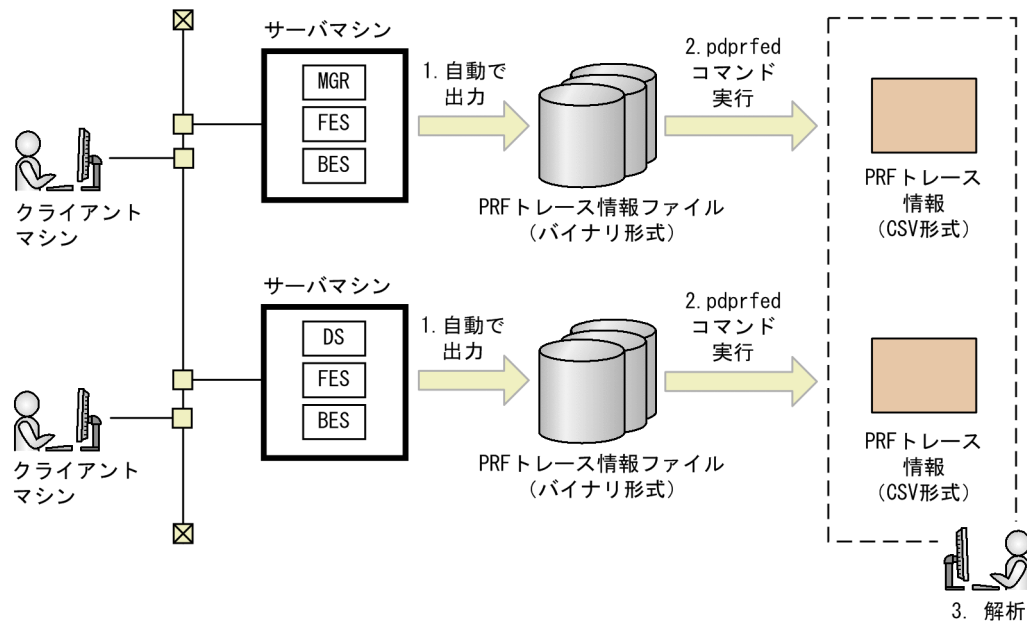 サーバマシン
MGR
FES
BES
1. 自動で
出力
2. pdprfed
コマンド
実行
PRFトレース情報ファイル
(バイナリ形式)
PRFトレース
情報
(CSV形式)
クライアント
マシン
サーバマシン
DS
FES
BES
1. 自動で
出力
2. pdprfed
コマンド
実行
PRFトレース情報ファイル
(バイナリ形式)
PRFトレース
情報
(CSV形式)
クライアント
マシン
3. 解析